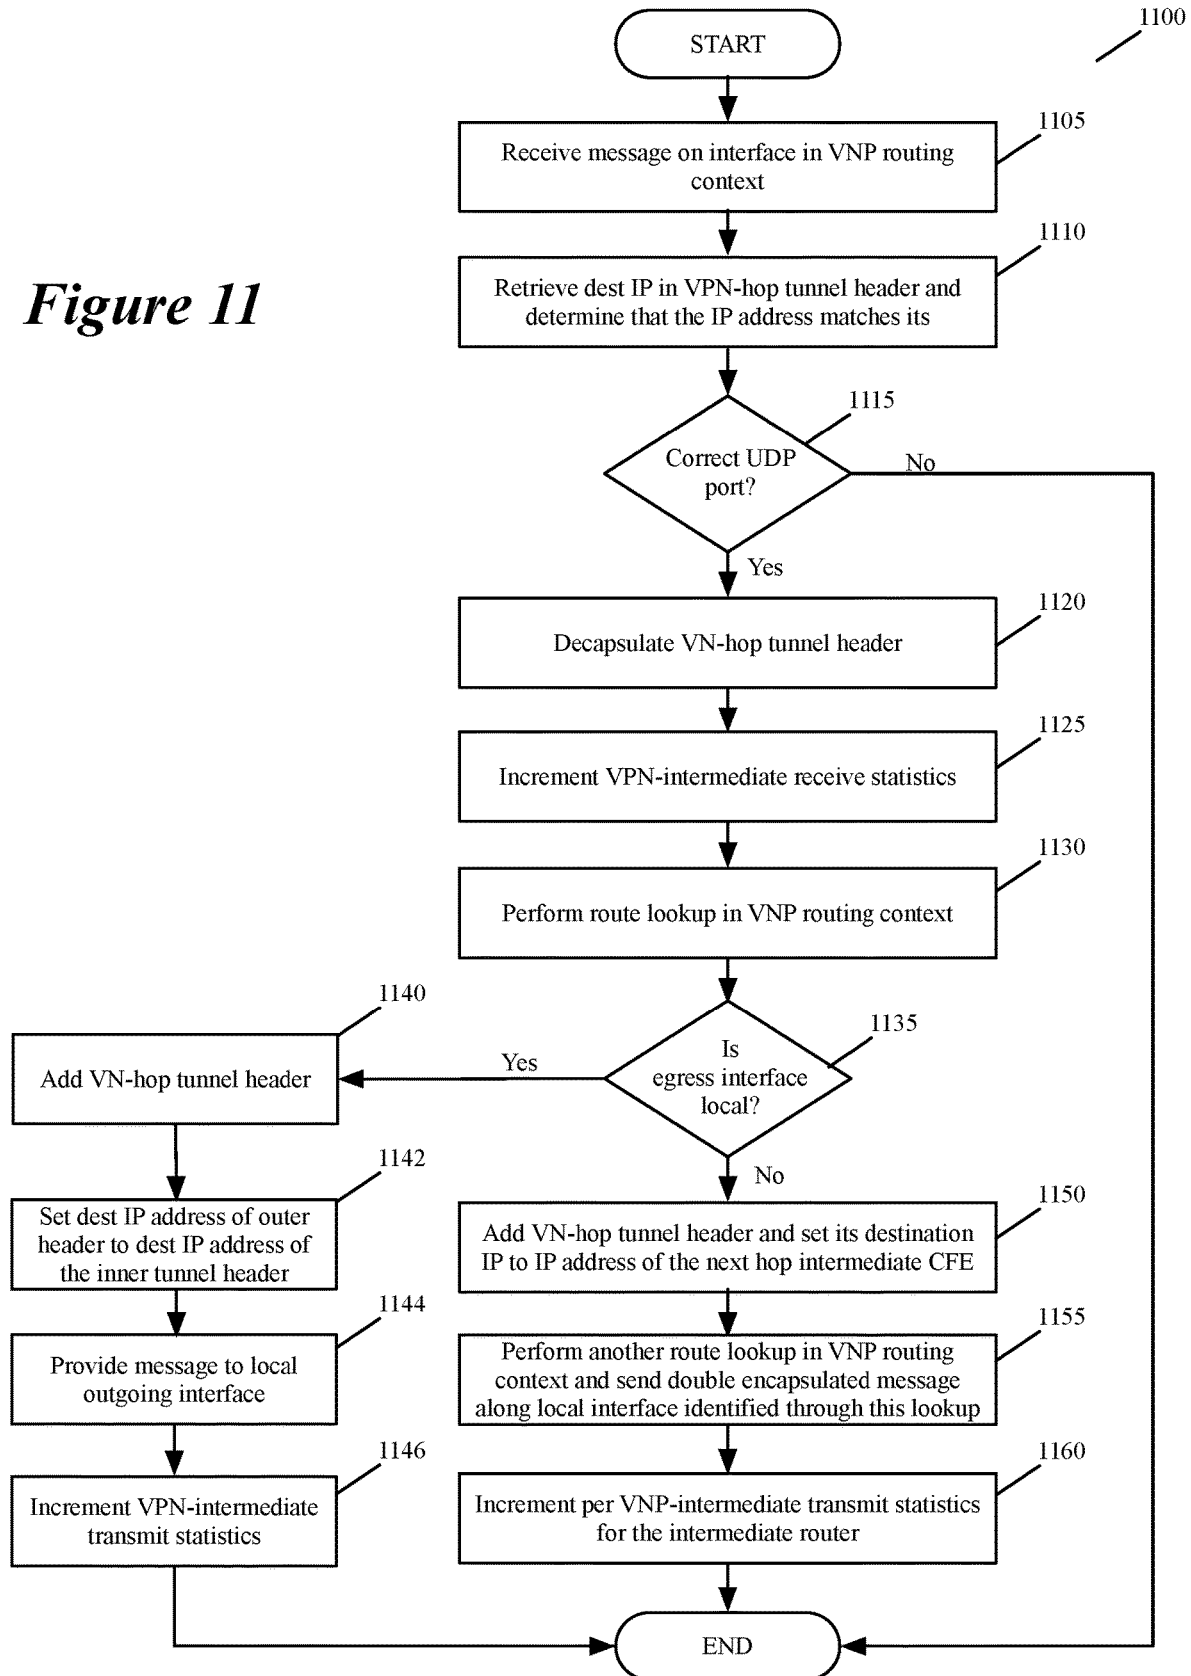 START
1100
1105
Receive message on interface in VNP routing
context
1110
Figure 11
Retrieve dest IP in VPN-hop tunnel header and
determine that the IP address matches its
1115
Correct UDP
port?
No
Yes
1120
Decapsulate VN-hop tunnel header
1125
Increment VPN-intermediate receive statistics
1130
Perform route lookup in VNP routing context
1135
Is
egress interface
local?
Yes
1140
Add VN-hop tunnel header
1142
Set dest IP address of outer
header to dest IP address of
the inner tunnel header
1144
Provide message to local
outgoing interface
1146
Increment VPN-intermediate
transmit statistics
No
1150
Add VN-hop tunnel header and set its destination
IP to IP address of the next hop intermediate CFE
1155
Perform another route lookup in VNP routing
context and send double encapsulated message
along local interface identified through this lookup
1160
Increment per VNP-intermediate transmit statistics
for the intermediate router
END